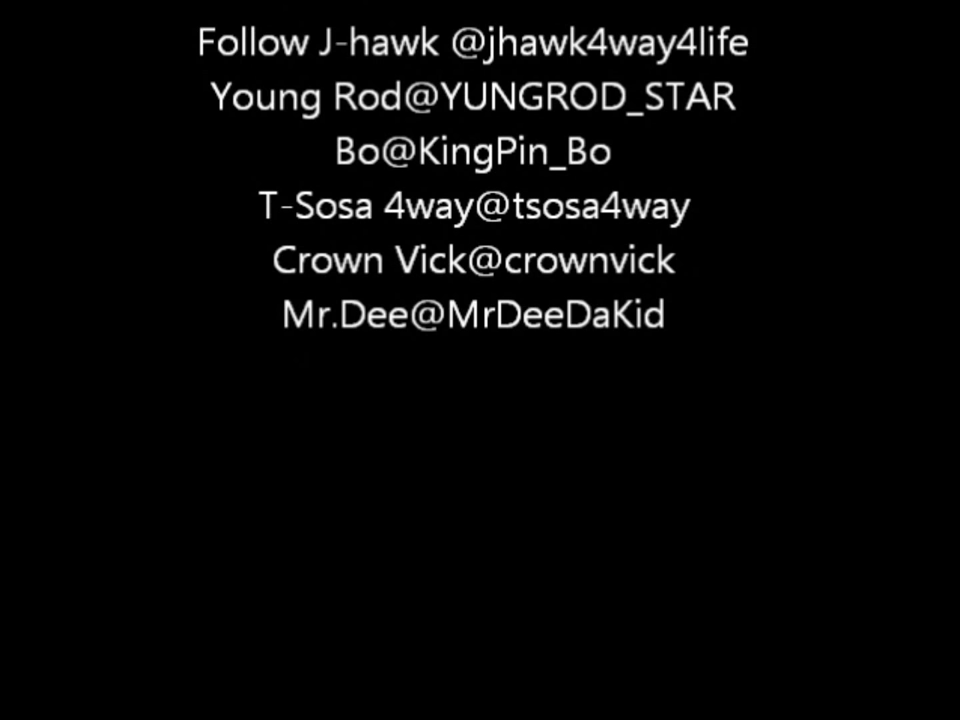 Follow J-hawk @jhawk4way4life
Young Rod@YUNGROD_STAR
Bo@KingPin_Bo
T-Sosa 4way@tsosa4way
Crown Vick@crownvick
Mr.Dee@MrDeeDaKid